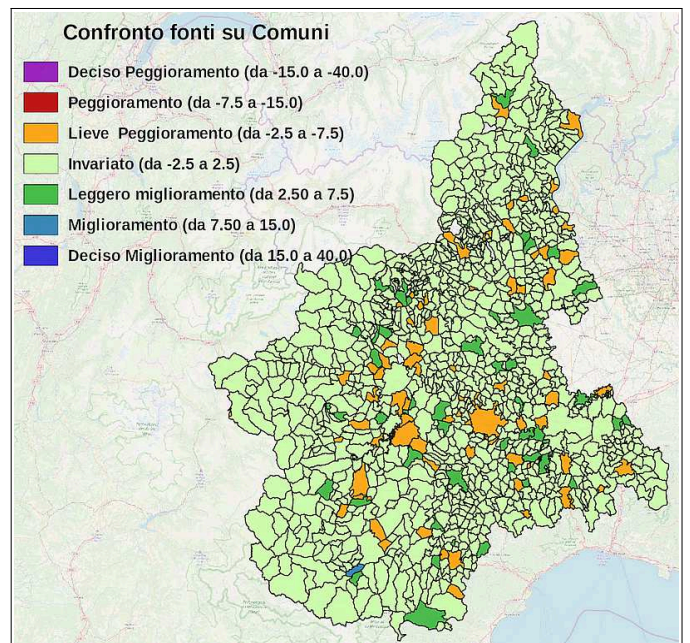 Confronto fonti su Comuni
Deciso Peggioramento (da -15.0 a -40.0)
Peggioramento (da -7.5 a -15.0)
Lieve Peggioramento (da -2.5 a -7.5)
Invariato (da -2.5 a 2.5)
Leggero miglioramento (da 2.50 a 7.5)
Miglioramento (da 7.50 a 15.0)
Deciso Miglioramento (da 15.0 a 40.0)